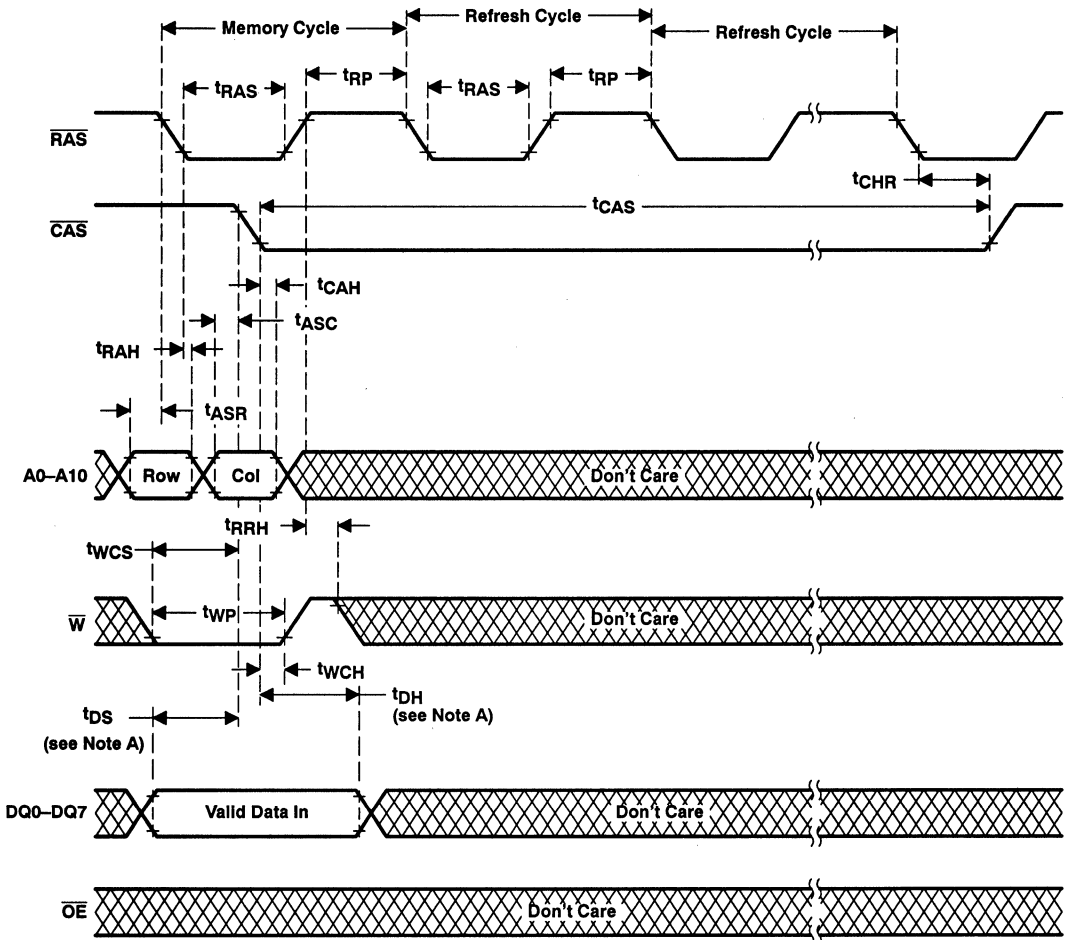 Memory Cycle
Refresh Cycle
Refresh Cycle
tRAS
tRP
tRAS
tRP
RAS
tCHR
tCAS
CAS
tCAH
tASC
tRAH
tASR
A0–A10
Row
Col
Don't Care
tRRH
tWCS
tWP
W
Don't Care
tWCH
tDH
(see Note A)
tDS
(see Note A)
DQ0–DQ7
Valid Data In
Don't Care
OE
Don't Care